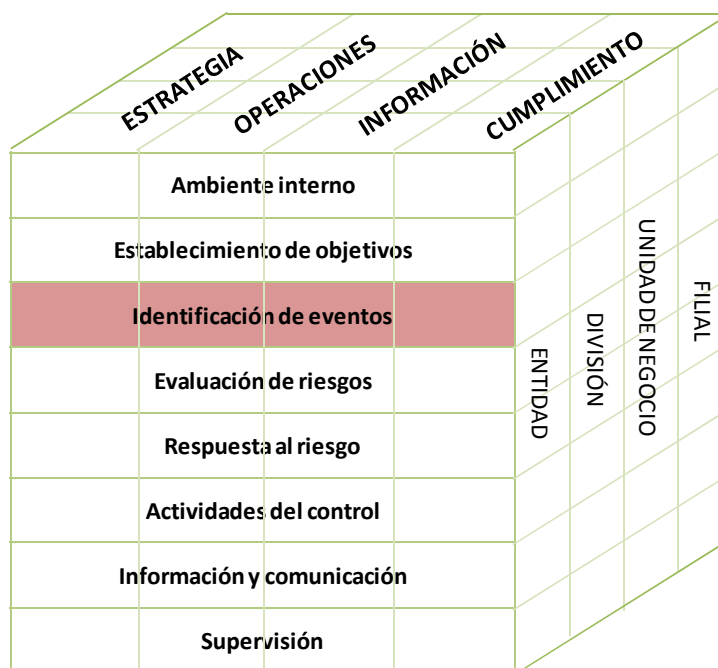 ESTRATEGIA
OPERACIONES
INFORMACIÓN
CUMPLIMIENTO
Ambiente interno
Establecimiento de objetivos
Identificación de eventos
Evaluación de riesgos
Respuesta al riesgo
Actividades del control
Información y comunicación
Supervisión
ENTIDAD
DIVISIÓN
UNIDAD DE NEGOCIO
FILIAL